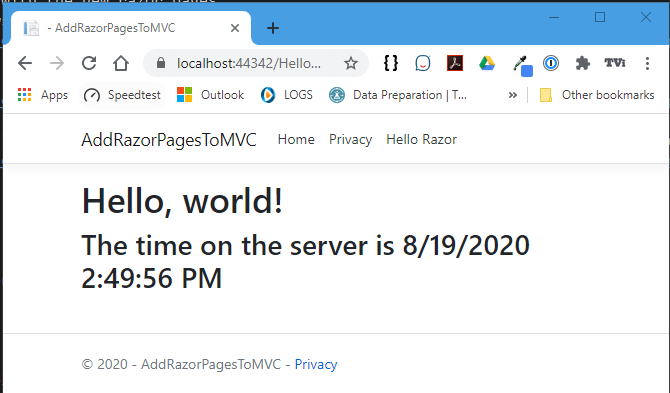 - AddRazorPagesToMVC
localhost:44342/Hello...
Apps Speedtest Outlook LOGS Data Preparation | T... » Other bookmarks
AddRazorPagesToMVC Home Privacy Hello Razor
Hello, world!
The time on the server is 8/19/2020
2:49:56 PM
© 2020 - AddRazorPagesToMVC - Privacy